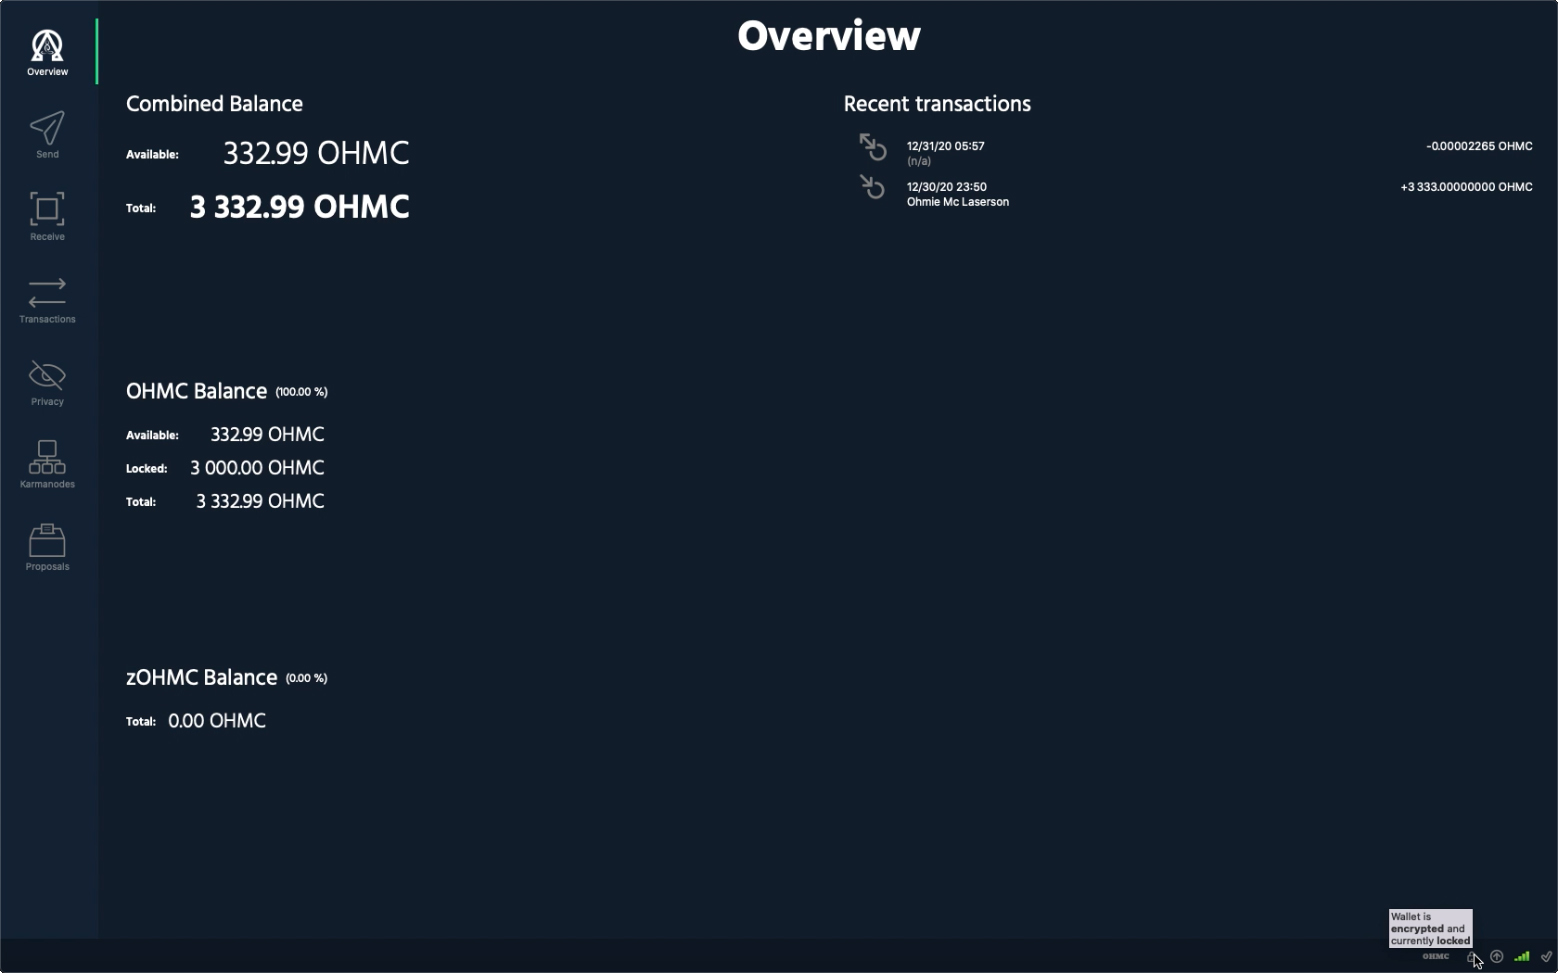 Overview
Overview
Send
Receive
Transactions
Privacy
Karmanodes
Proposals
Combined Balance
Available: 332.99 OHMC
Total: 3 332.99 OHMC
OHMC Balance (100.00 %)
Available: 332.99 OHMC
Locked: 3 000.00 OHMC
Total: 3 332.99 OHMC
zOHMC Balance (0.00 %)
Total: 0.00 OHMC
Recent transactions
12/31/20 05:57 -0.00002265 OHMC
(n/a)
12/30/20 23:50 +3 333.00000000 OHMC
Ohmie Mc Laserson
Wallet is
encrypted and
currently locked
OHMC